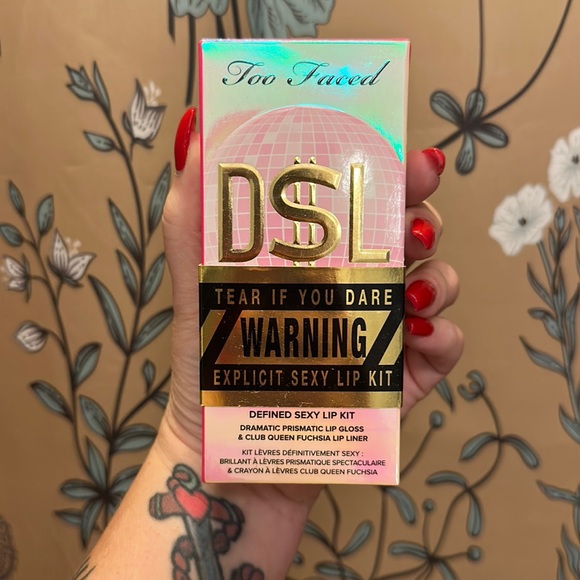 Too Faced
D$L
TEAR IF YOU DARE
WARNING
EXPLICIT SEXY LIP KIT
DEFINED SEXY LIP KIT
DRAMATIC PRISMATIC LIP GLOSS
& CLUB QUEEN FUCHSIA LIP LINER
KIT LÈVRES DÉFINITIVEMENT SEXY :
BRILLANT À LÈVRES PRISMATIQUE SPECTACULAIRE
& CRAYON À LÈVRES CLUB QUEEN FUCHSIA